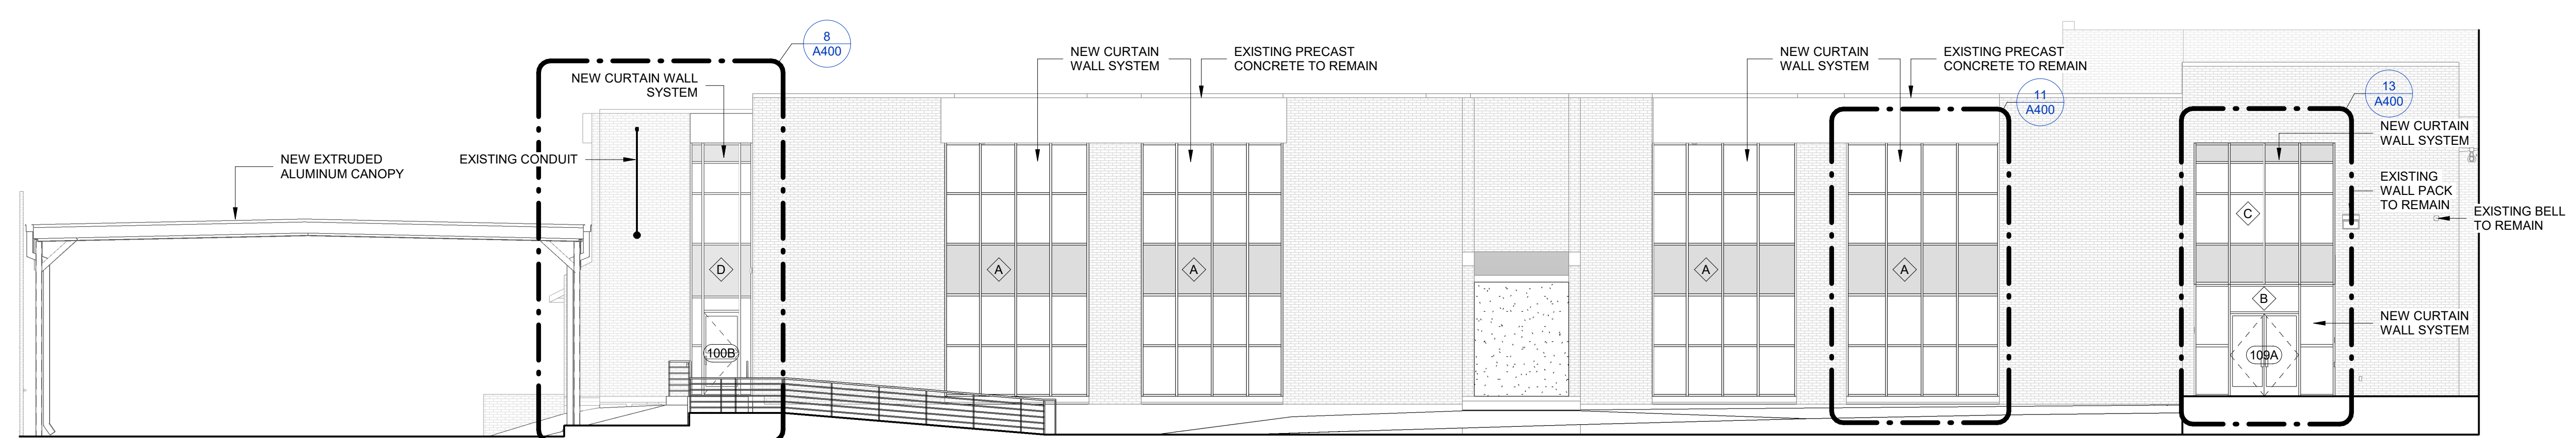 8
A400
NEW CURTAIN WALL
SYSTEM
NEW CURTAIN
WALL SYSTEM
EXISTING PRECAST
CONCRETE TO REMAIN
NEW CURTAIN
WALL SYSTEM
EXISTING PRECAST
CONCRETE TO REMAIN
11
A400
13
A400
NEW CURTAIN
WALL SYSTEM
NEW EXTRUDED
ALUMINUM CANOPY
EXISTING CONDUIT
EXISTING
WALL PACK
TO REMAIN
EXISTING BELL
TO REMAIN
C
D
A
A
A
A
B
NEW CURTAIN
WALL SYSTEM
100B
109A